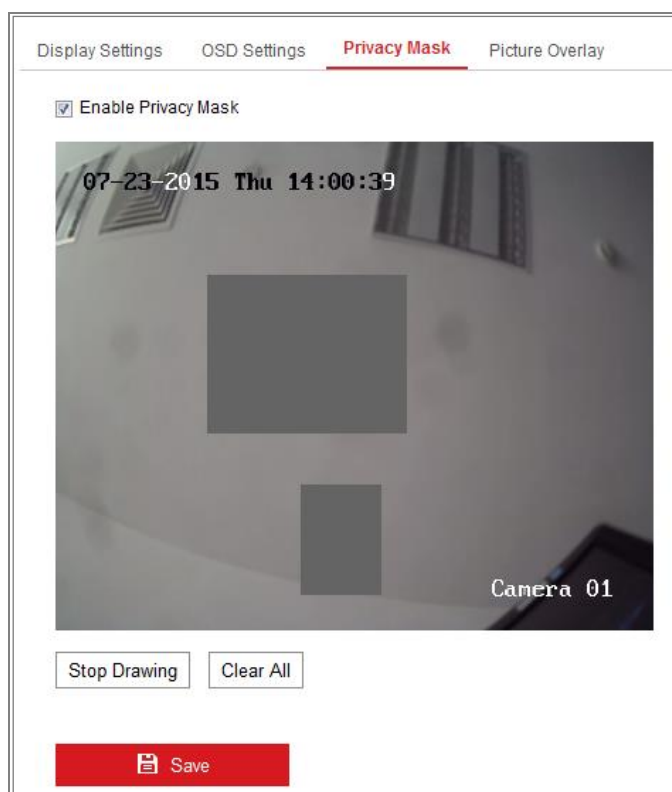 Display Settings OSD Settings Privacy Mask Picture Overlay
Enable Privacy Mask
07-23-2015 Thu 14:00:39
Camera 01
Stop Drawing Clear All
Save